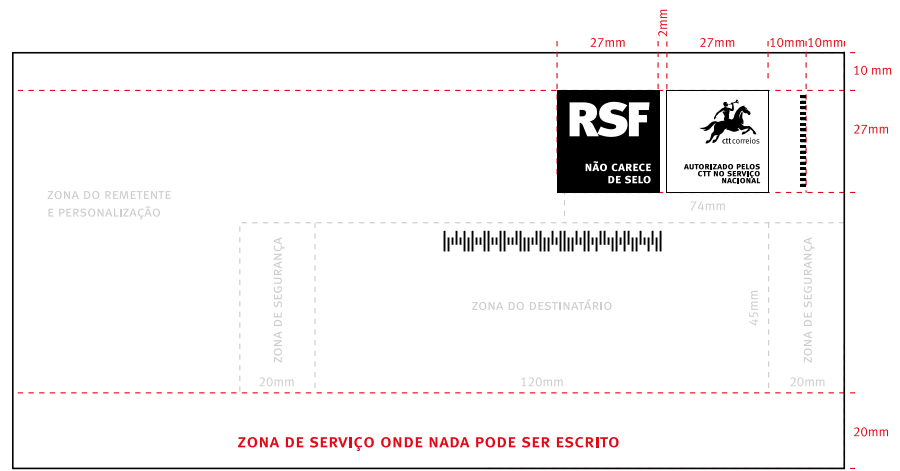 27mm
2mm
27mm
10mm
10mm
10 mm
RSF
NÃO CARECE
DE SELO
ctt correios
AUTORIZADO PELOS
CTT NO SERVIÇO
NACIONAL
27mm
ZONA DO REMETENTE
E PERSONALIZAÇÃO
74mm
ZONA DE SEGURANÇA
ZONA DO DESTINATÁRIO
45mm
ZONA DE SEGURANÇA
20mm
120mm
20mm
ZONA DE SERVIÇO ONDE NADA PODE SER ESCRITO
20mm